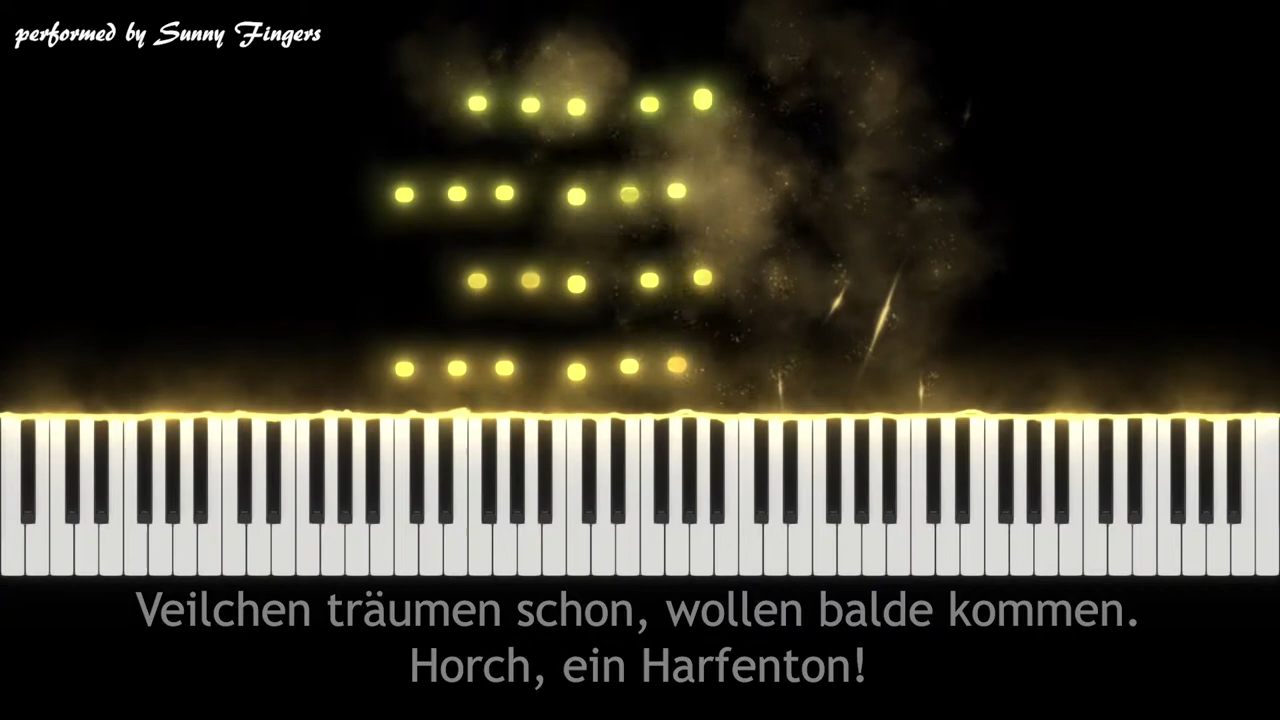 performed by Sunny Fingers
Veilchen träumen schon, wollen balde kommen.
Horch, ein Harfenton!